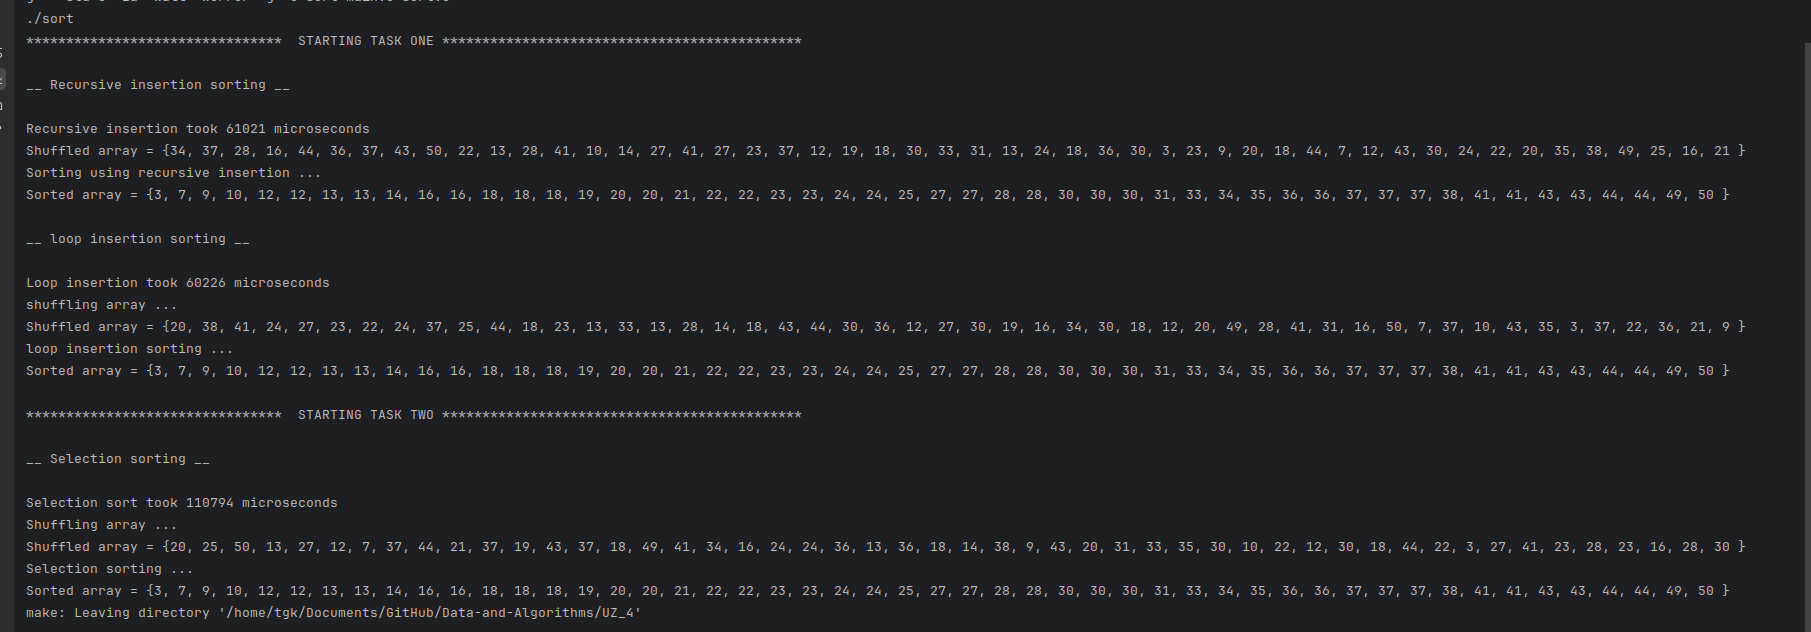 ./sort
********************************  STARTING TASK ONE *********************************************
__ Recursive insertion sorting __
Recursive insertion took 61021 microseconds
Shuffled array = {34, 37, 28, 16, 44, 36, 37, 43, 50, 22, 13, 28, 41, 10, 14, 27, 41, 27, 23, 37, 12, 19, 18, 30, 33, 31, 13, 24, 18, 36, 30, 3, 23, 9, 20, 18, 44, 7, 12, 43, 30, 24, 22, 20, 35, 38, 49, 25, 16, 21 }
Sorting using recursive insertion ...
Sorted array = {3, 7, 9, 10, 12, 12, 13, 13, 14, 16, 16, 18, 18, 18, 19, 20, 20, 21, 22, 22, 23, 23, 24, 24, 25, 27, 27, 28, 28, 30, 30, 30, 31, 33, 34, 35, 36, 36, 37, 37, 37, 38, 41, 41, 43, 43, 44, 44, 49, 50 }
__ loop insertion sorting __
Loop insertion took 60226 microseconds
shuffling array ...
Shuffled array = {20, 38, 41, 24, 27, 23, 22, 24, 37, 25, 44, 18, 23, 13, 33, 13, 28, 14, 18, 43, 44, 30, 36, 12, 27, 30, 19, 16, 34, 30, 18, 12, 20, 49, 28, 41, 31, 16, 50, 7, 37, 10, 43, 35, 3, 37, 22, 36, 21, 9 }
loop insertion sorting ...
Sorted array = {3, 7, 9, 10, 12, 12, 13, 13, 14, 16, 16, 18, 18, 18, 19, 20, 20, 21, 22, 22, 23, 23, 24, 24, 25, 27, 27, 28, 28, 30, 30, 30, 31, 33, 34, 35, 36, 36, 37, 37, 37, 38, 41, 41, 43, 43, 44, 44, 49, 50 }
********************************  STARTING TASK TWO *********************************************
__ Selection sorting __
Selection sort took 110794 microseconds
Shuffling array ...
Shuffled array = {20, 25, 50, 13, 27, 12, 7, 37, 44, 21, 37, 19, 43, 37, 18, 49, 41, 34, 16, 24, 24, 36, 13, 36, 18, 14, 38, 9, 43, 20, 31, 33, 35, 30, 10, 22, 12, 30, 18, 44, 22, 3, 27, 41, 23, 28, 23, 16, 28, 30 }
Selection sorting ...
Sorted array = {3, 7, 9, 10, 12, 12, 13, 13, 14, 16, 16, 18, 18, 18, 19, 20, 20, 21, 22, 22, 23, 23, 24, 24, 25, 27, 27, 28, 28, 30, 30, 30, 31, 33, 34, 35, 36, 36, 37, 37, 37, 38, 41, 41, 43, 43, 44, 44, 49, 50 }
make: Leaving directory '/home/tgk/Documents/GitHub/Data-and-Algorithms/UZ_4'